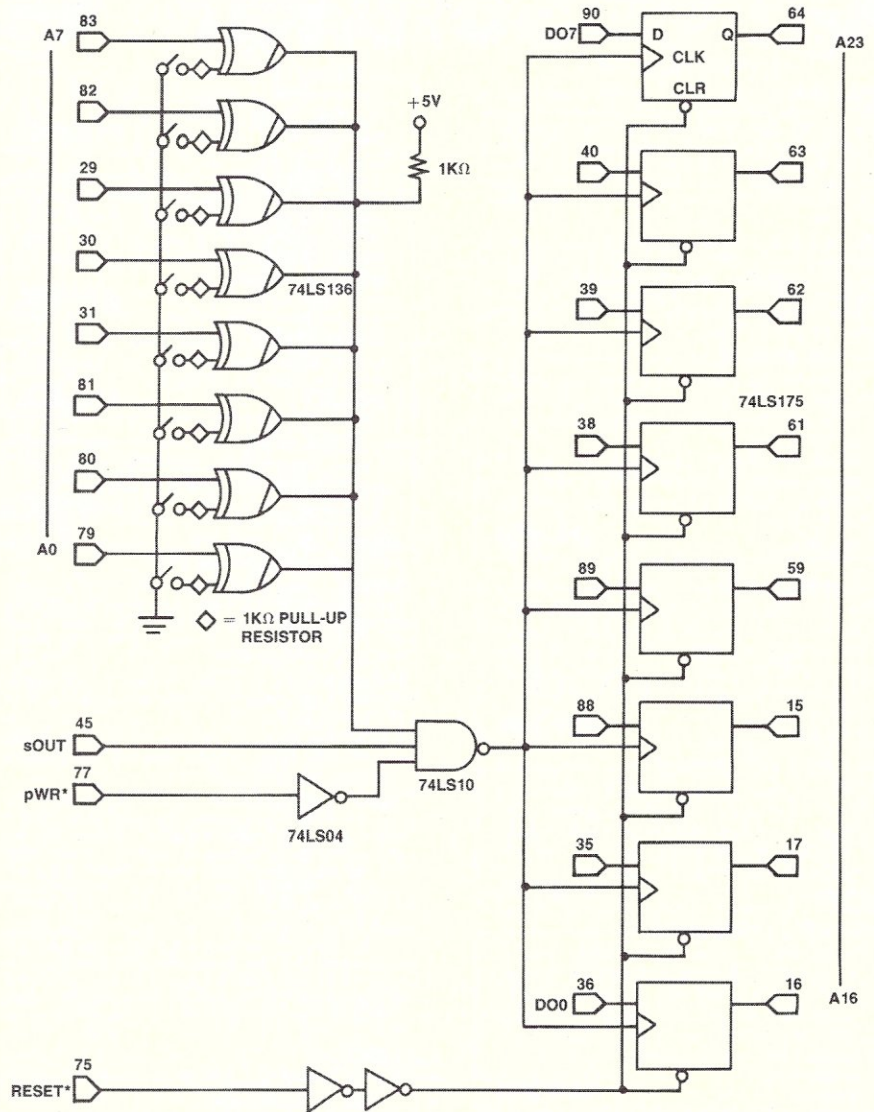 A7
83
82
29
30
31
81
80
79
A0
+5V
1KΩ
74LS136
◇ = 1KΩ PULL-UP
RESISTOR
sOUT
45
pWR*
77
74LS04
74LS10
RESET*
75
DO7
90
D
Q
CLK
CLR
64
A23
40
63
39
62
74LS175
38
61
89
59
88
15
35
17
DO0
36
16
A16